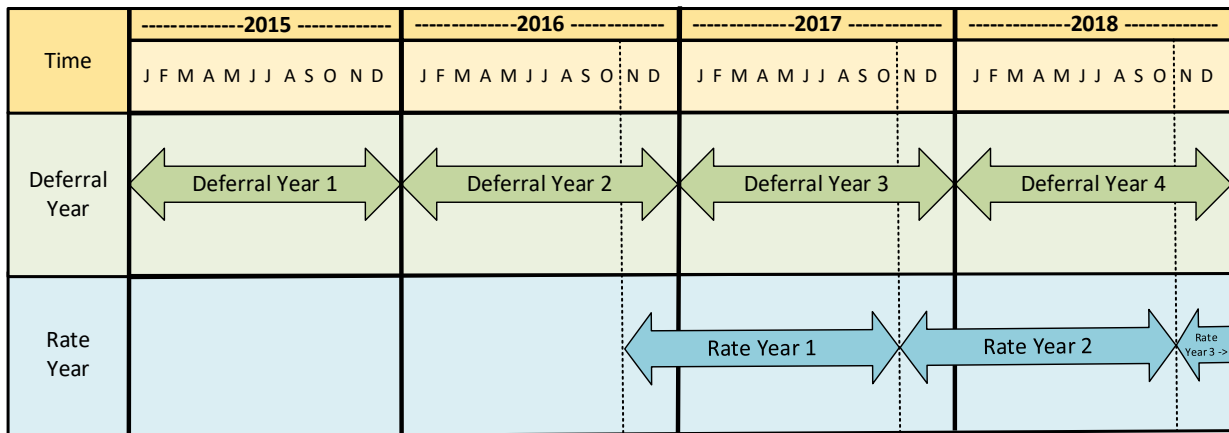 Time
------------2015------------
------------2016------------
------------2017------------
------------2018------------
J F M A M J J A S O N D
J F M A M J J A S O N D
J F M A M J J A S O N D
J F M A M J J A S O N D
Deferral
Year
Deferral Year 1
Deferral Year 2
Deferral Year 3
Deferral Year 4
Rate
Year
Rate Year 1
Rate Year 2
Rate
Year 3 ->